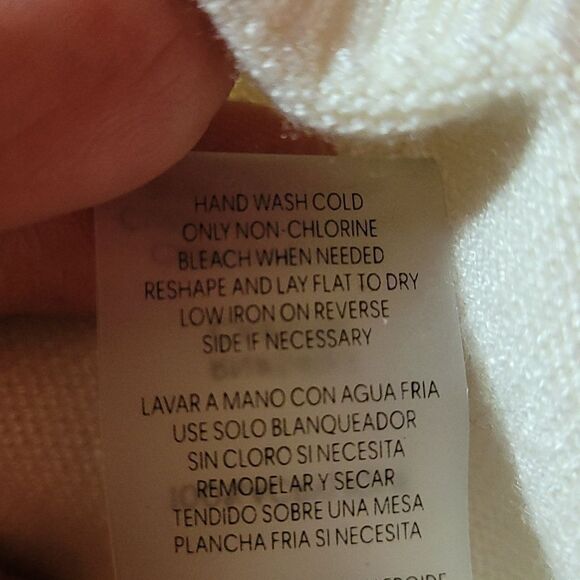 HAND WASH COLD
ONLY NON-CHLORINE
BLEACH WHEN NEEDED
RESHAPE AND LAY FLAT TO DRY
LOW IRON ON REVERSE
SIDE IF NECESSARY
LAVAR A MANO CON AGUA FRIA
USE SOLO BLANQUEADOR
SIN CLORO SI NECESITA
REMODELAR Y SECAR
TENDIDO SOBRE UNA MESA
PLANCHA FRIA SI NECESITA